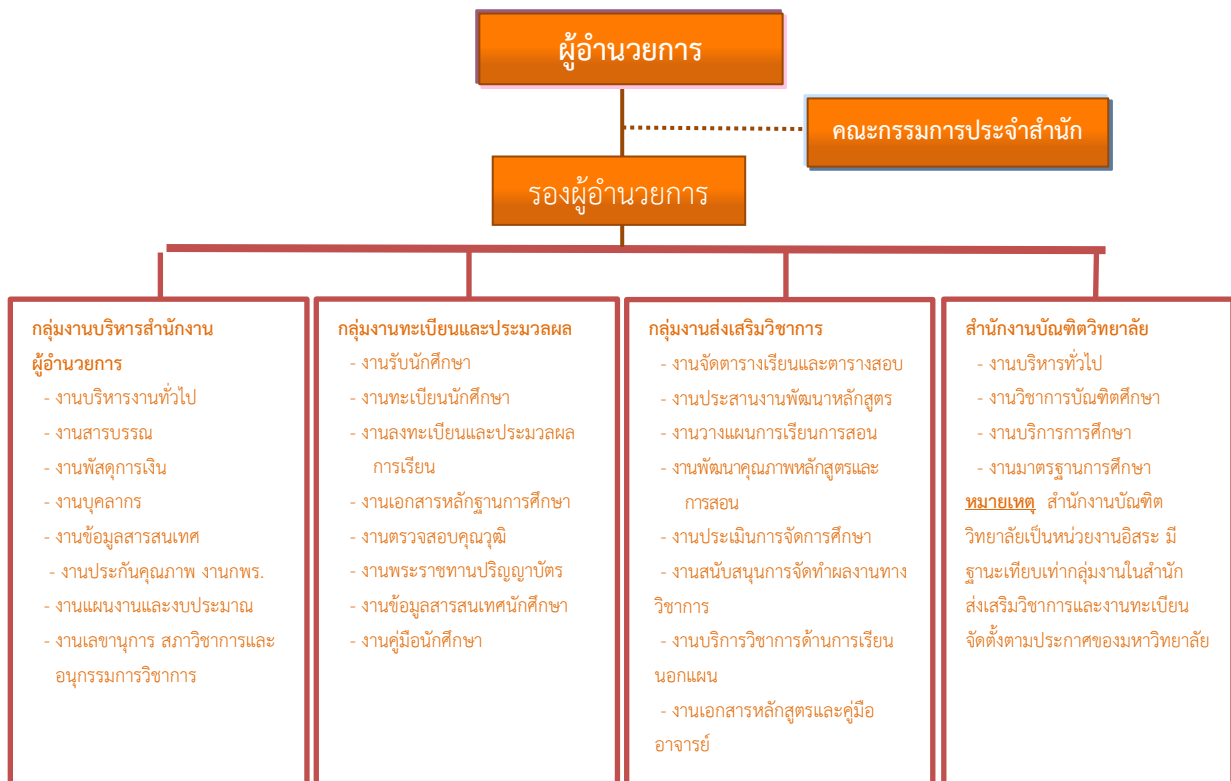 ผู้อำนวยการ
คณะกรรมการประจำสำนัก
รองผู้อำนวยการ
กลุ่มงานบริหารสำนักงาน
ผู้อำนวยการ
- งานบริหารงานทั่วไป
- งานสารบรรณ
- งานพัสดุการเงิน
- งานบุคลากร
- งานข้อมูลสารสนเทศ
- งานประกันคุณภาพ งานกพร.
- งานแผนงานและงบประมาณ
- งานเลขานุการ สภาวิชาการและ
อนุกรรมการวิชาการ
กลุ่มงานทะเบียนและประมวลผล
- งานรับนักศึกษา
- งานทะเบียนนักศึกษา
- งานลงทะเบียนและประมวลผล
การเรียน
- งานเอกสารหลักฐานการศึกษา
- งานตรวจสอบคุณวุฒิ
- งานพระราชทานปริญญาบัตร
- งานข้อมูลสารสนเทศนักศึกษา
- งานคู่มือนักศึกษา
กลุ่มงานส่งเสริมวิชาการ
- งานจัดตารางเรียนและตารางสอบ
- งานประสานงานพัฒนาหลักสูตร
- งานวางแผนการเรียนการสอน
- งานพัฒนาคุณภาพหลักสูตรและ
การสอน
- งานประเมินการจัดการศึกษา
- งานสนับสนุนการจัดทำผลงานทาง
วิชาการ
- งานบริการวิชาการด้านการเรียน
นอกแผน
- งานเอกสารหลักสูตรและคู่มือ
อาจารย์
สำนักงานบัณฑิตวิทยาลัย
- งานบริหารทั่วไป
- งานวิชาการบัณฑิตศึกษา
- งานบริการการศึกษา
- งานมาตรฐานการศึกษา
หมายเหตุ สำนักงานบัณฑิต
วิทยาลัยเป็นหน่วยงานอิสระ มี
ฐานะเทียบเท่ากลุ่มงานในสำนัก
ส่งเสริมวิชาการและงานทะเบียน
จัดตั้งตามประกาศของมหาวิทยาลัย